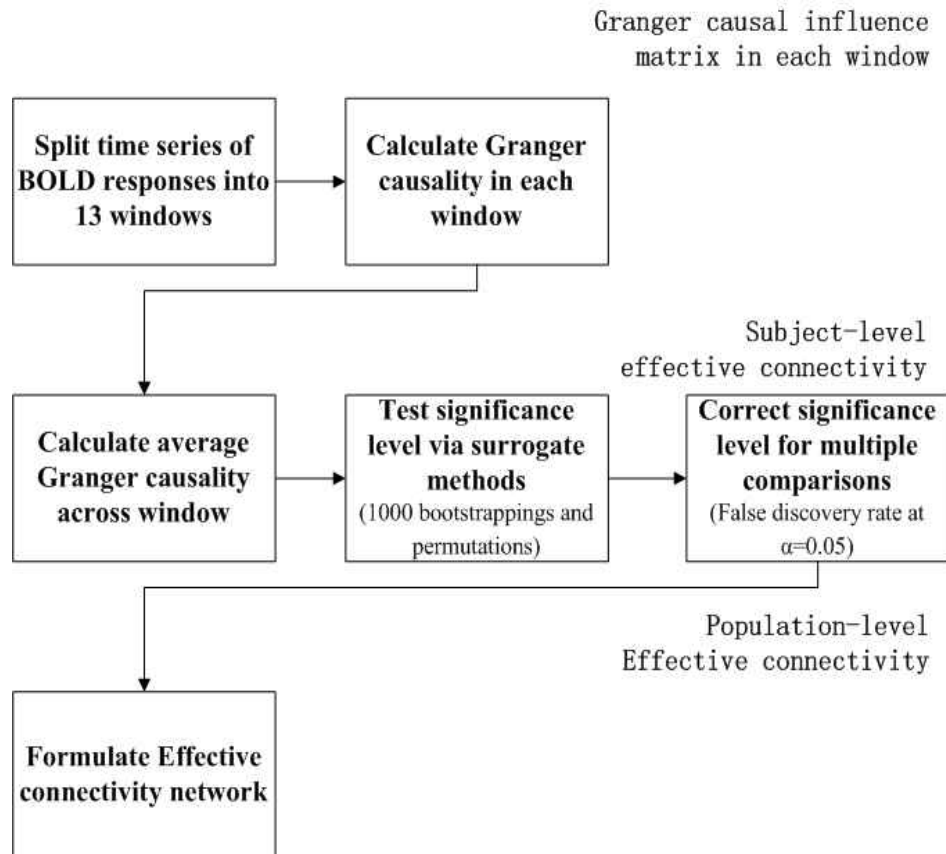 Granger causal influence
matrix in each window
Split time series of
BOLD responses into
13 windows
Calculate Granger
causality in each
window
Subject-level
effective connectivity
Calculate average
Granger causality
across window
Test significance
level via surrogate
methods
(1000 bootstrappings and
permutations)
Correct significance
level for multiple
comparisons
(False discovery rate at
α=0.05)
Population-level
Effective connectivity
Formulate Effective
connectivity network